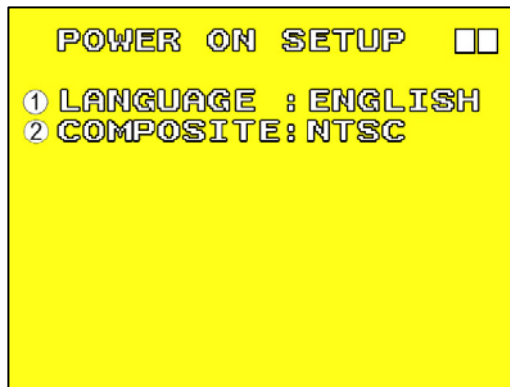 POWER ON SETUP
① LANGUAGE :ENGLISH
② COMPOSITE:NTSC